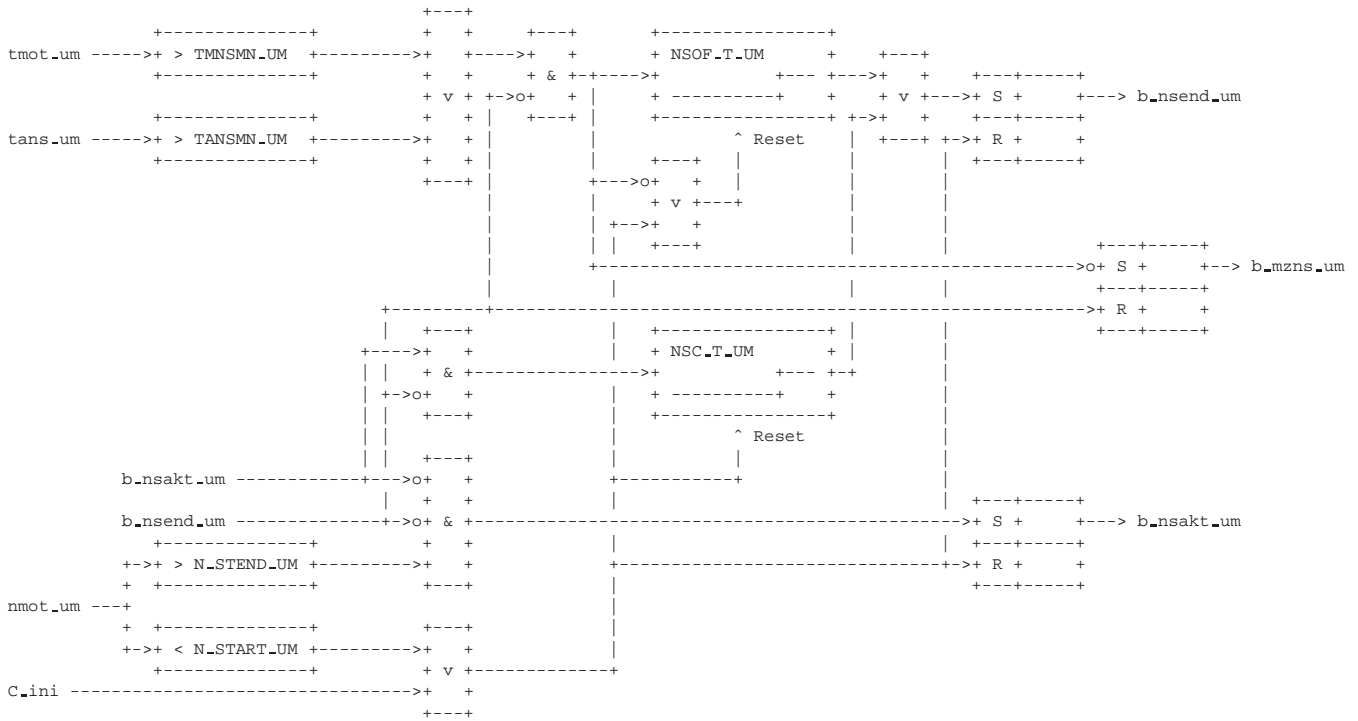 tmot_um > TMNSMN_UM & NSOF_T_UM
v v S b_nsend_um
tans_um > TANSMN_UM ^ Reset R
v
S b_mzns_um
R
NSC_T_UM
&
^ Reset
b_nsakt_um
b_nsend_um & S b_nsakt_um
> N_STEND_UM R
nmot_um
< N_START_UM
v
C_ini